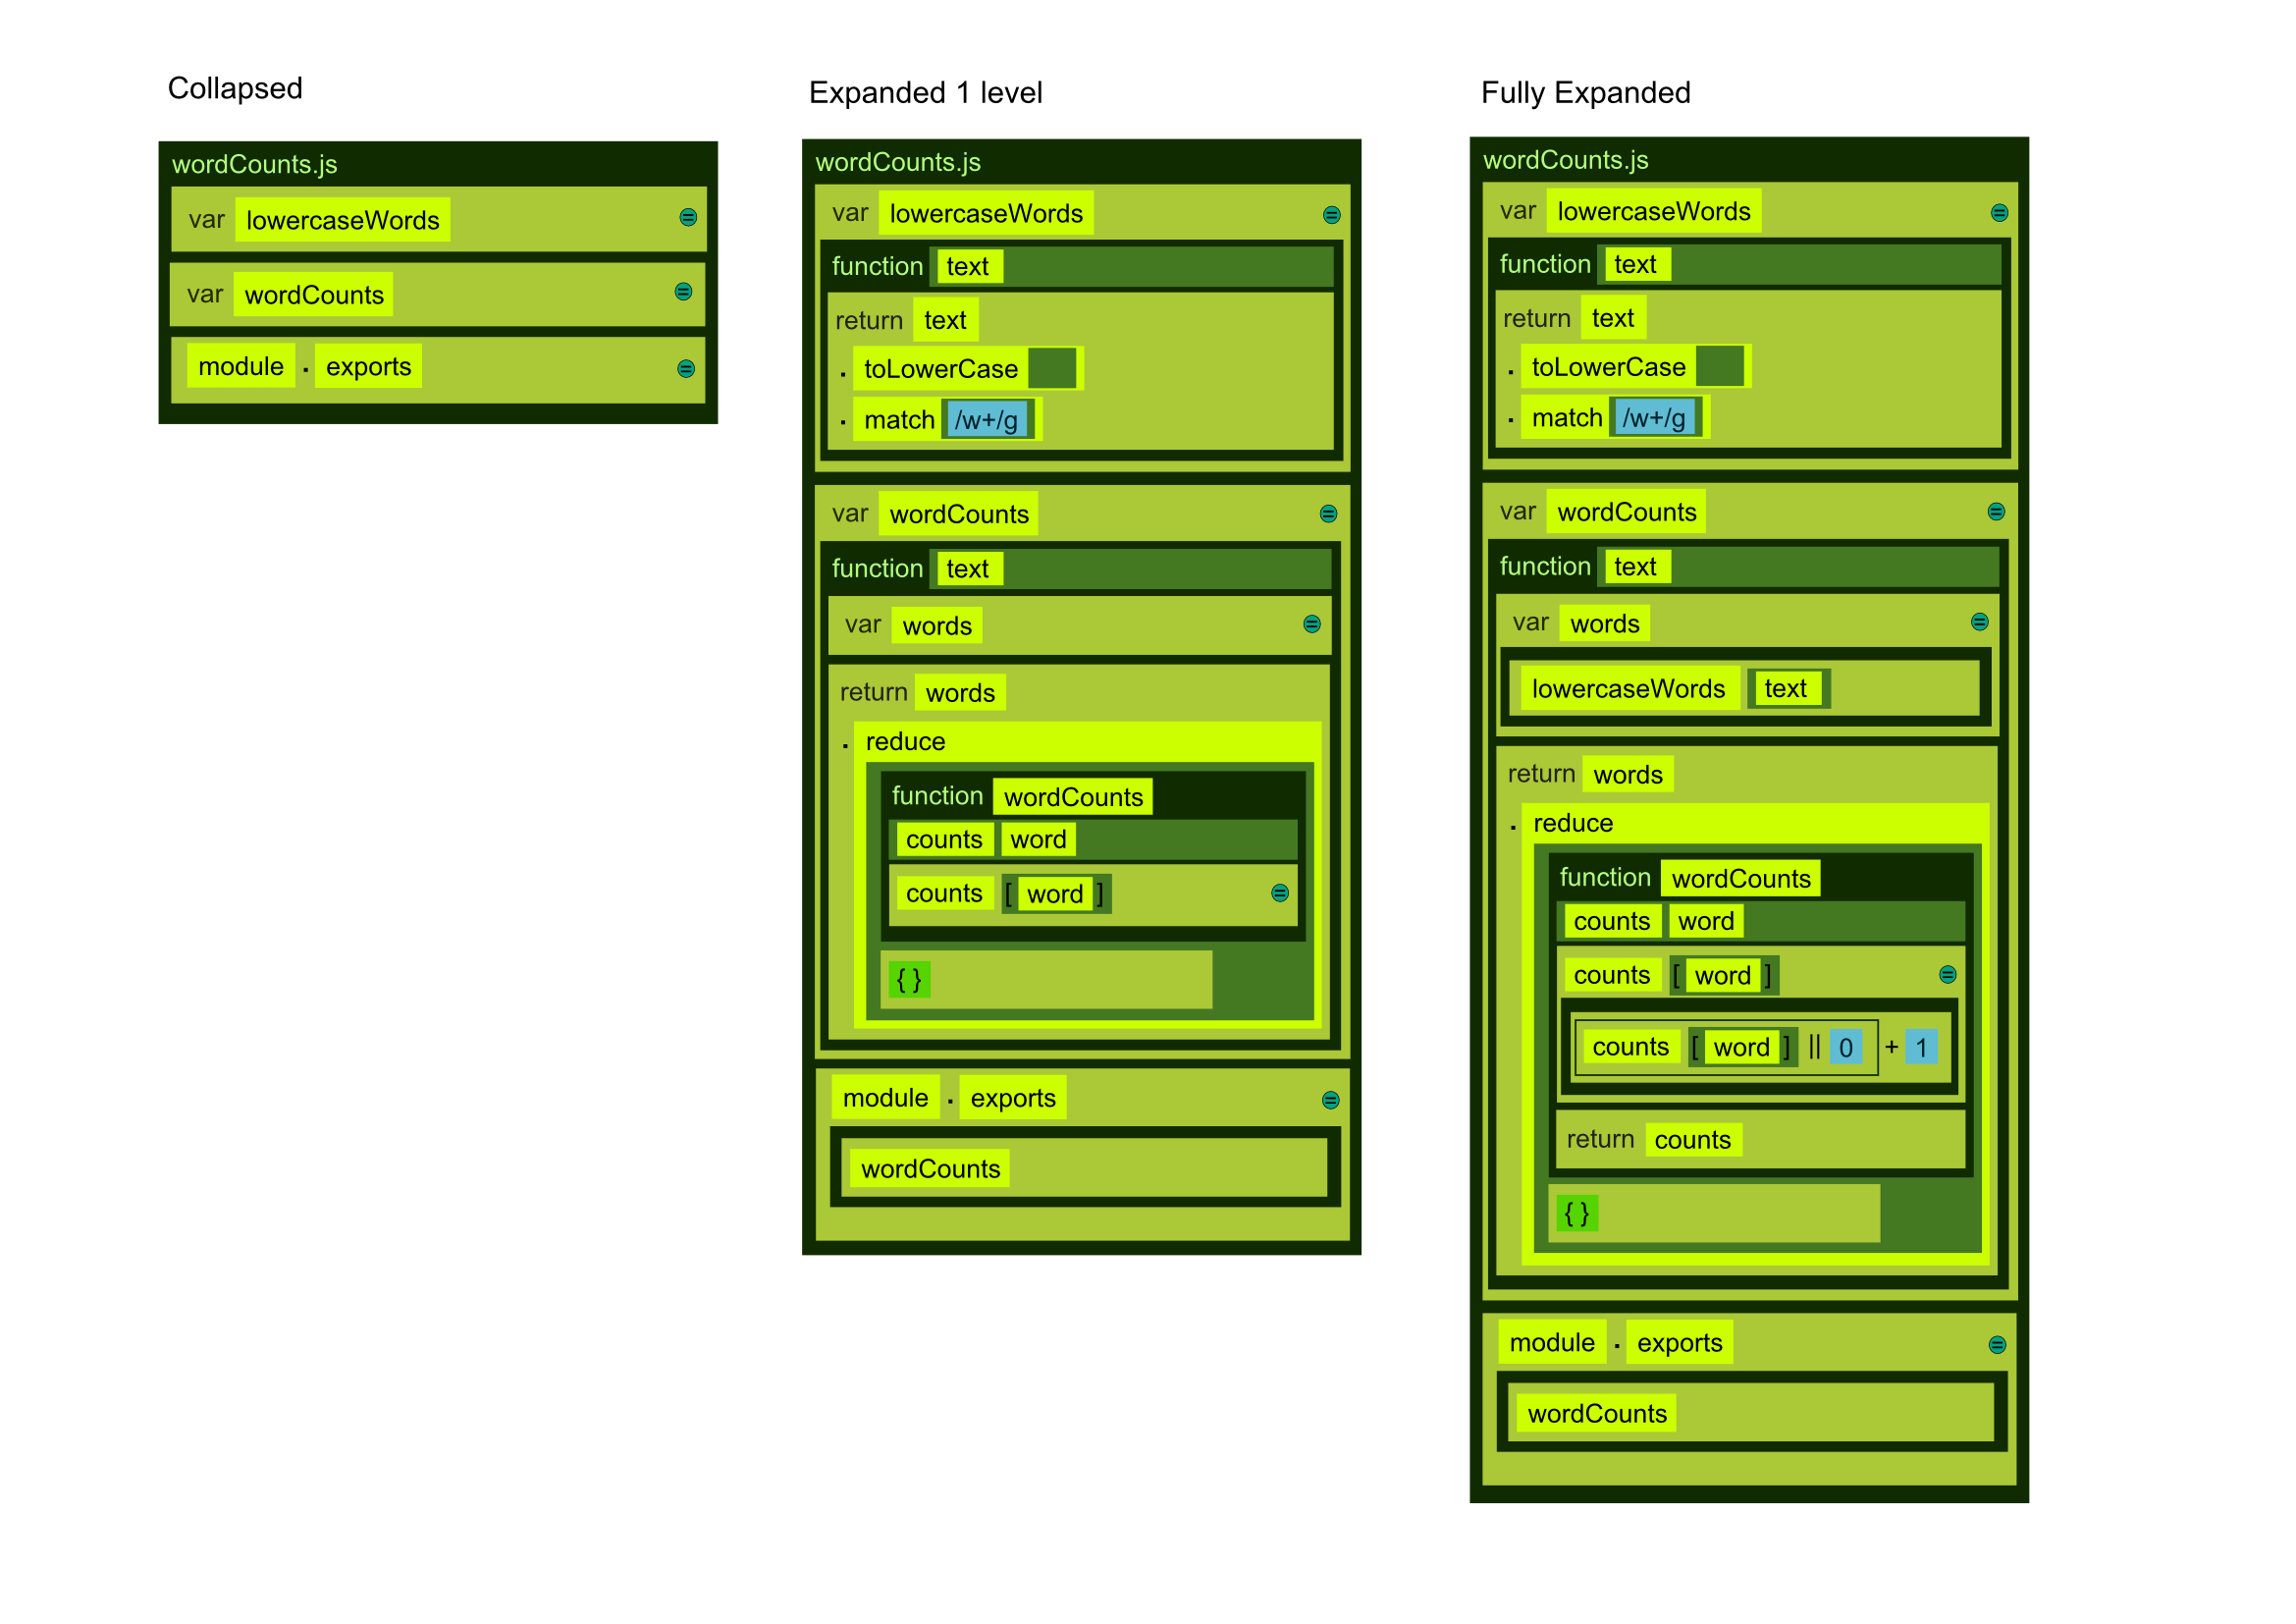 Collapsed
wordCounts.js
var lowercaseWords =
var wordCounts =
module . exports =
Expanded 1 level
wordCounts.js
var lowercaseWords =
function text
return text
. toLowerCase
. match /w+/g
var wordCounts =
function text
var words =
return words
. reduce
function wordCounts
counts word
counts [ word ] =
{ }
module . exports =
wordCounts
Fully Expanded
wordCounts.js
var lowercaseWords =
function text
return text
. toLowerCase
. match /w+/g
var wordCounts =
function text
var words =
lowercaseWords text
return words
. reduce
function wordCounts
counts word
counts [ word ] =
counts [ word ] || 0 + 1
return counts
{ }
module . exports =
wordCounts